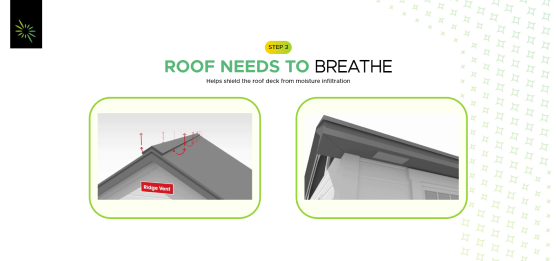 STEP 3
ROOF NEEDS TO BREATHE
Helps shield the roof deck from moisture infiltration
Ridge Vent